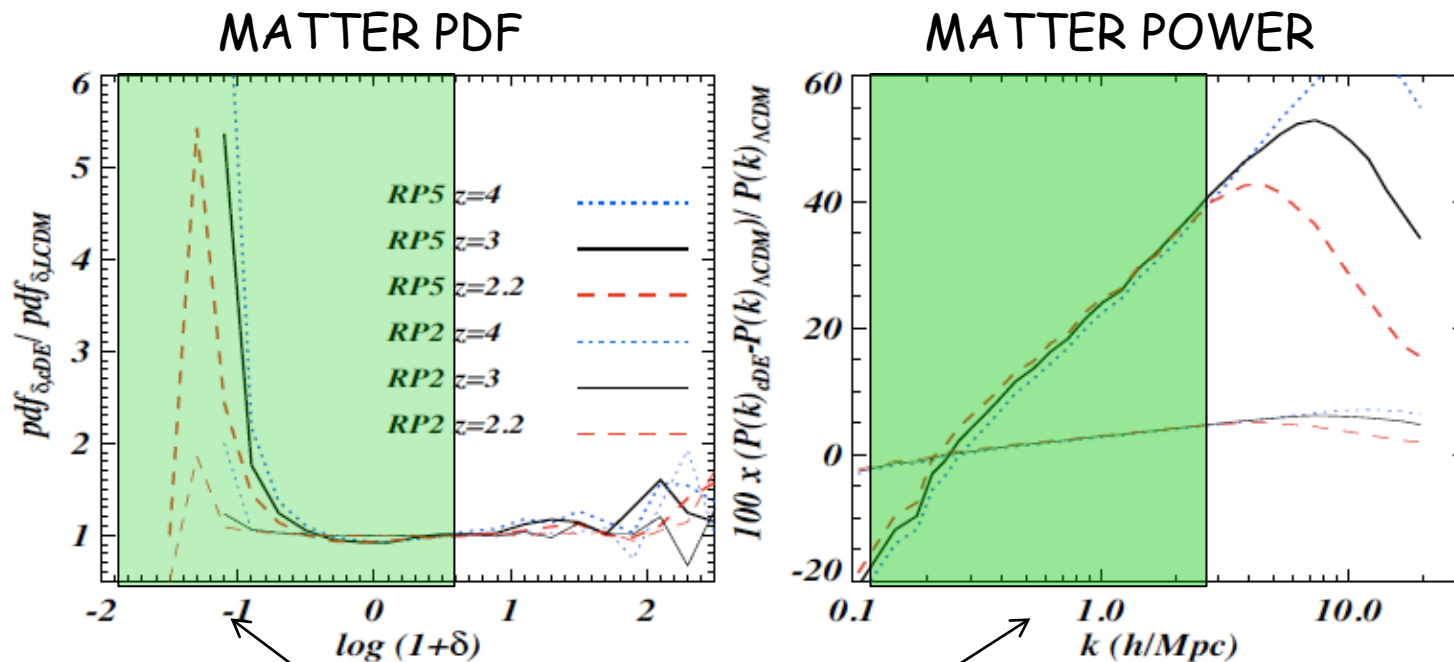 MATTER PDF
6
5
4
3
2
1
pdf δ,cDE/ pdf δ,LCDM
RP5 z=4
RP5 z=3
RP5 z=2.2
RP2 z=4
RP2 z=3
RP2 z=2.2
-2 -1 0 1 2
log (1+δ)
MATTER POWER
60
40
20
0
-20
100 x (P(k)cDE-P(k)ΛCDM)/ P(k)ΛCDM
0.1 1.0 10.0
k (h/Mpc)